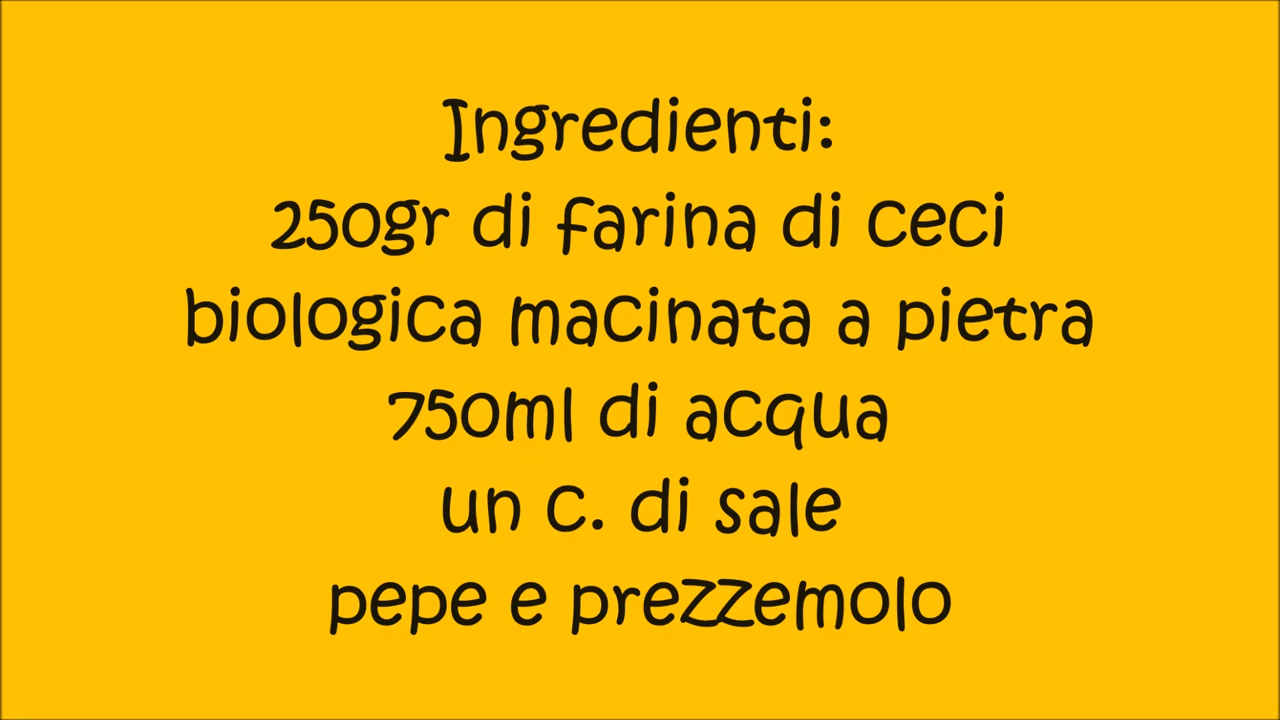 Ingredienti:
250gr di farina di ceci
biologica macinata a pietra
750ml di acqua
un c. di sale
pepe e prezzemolo